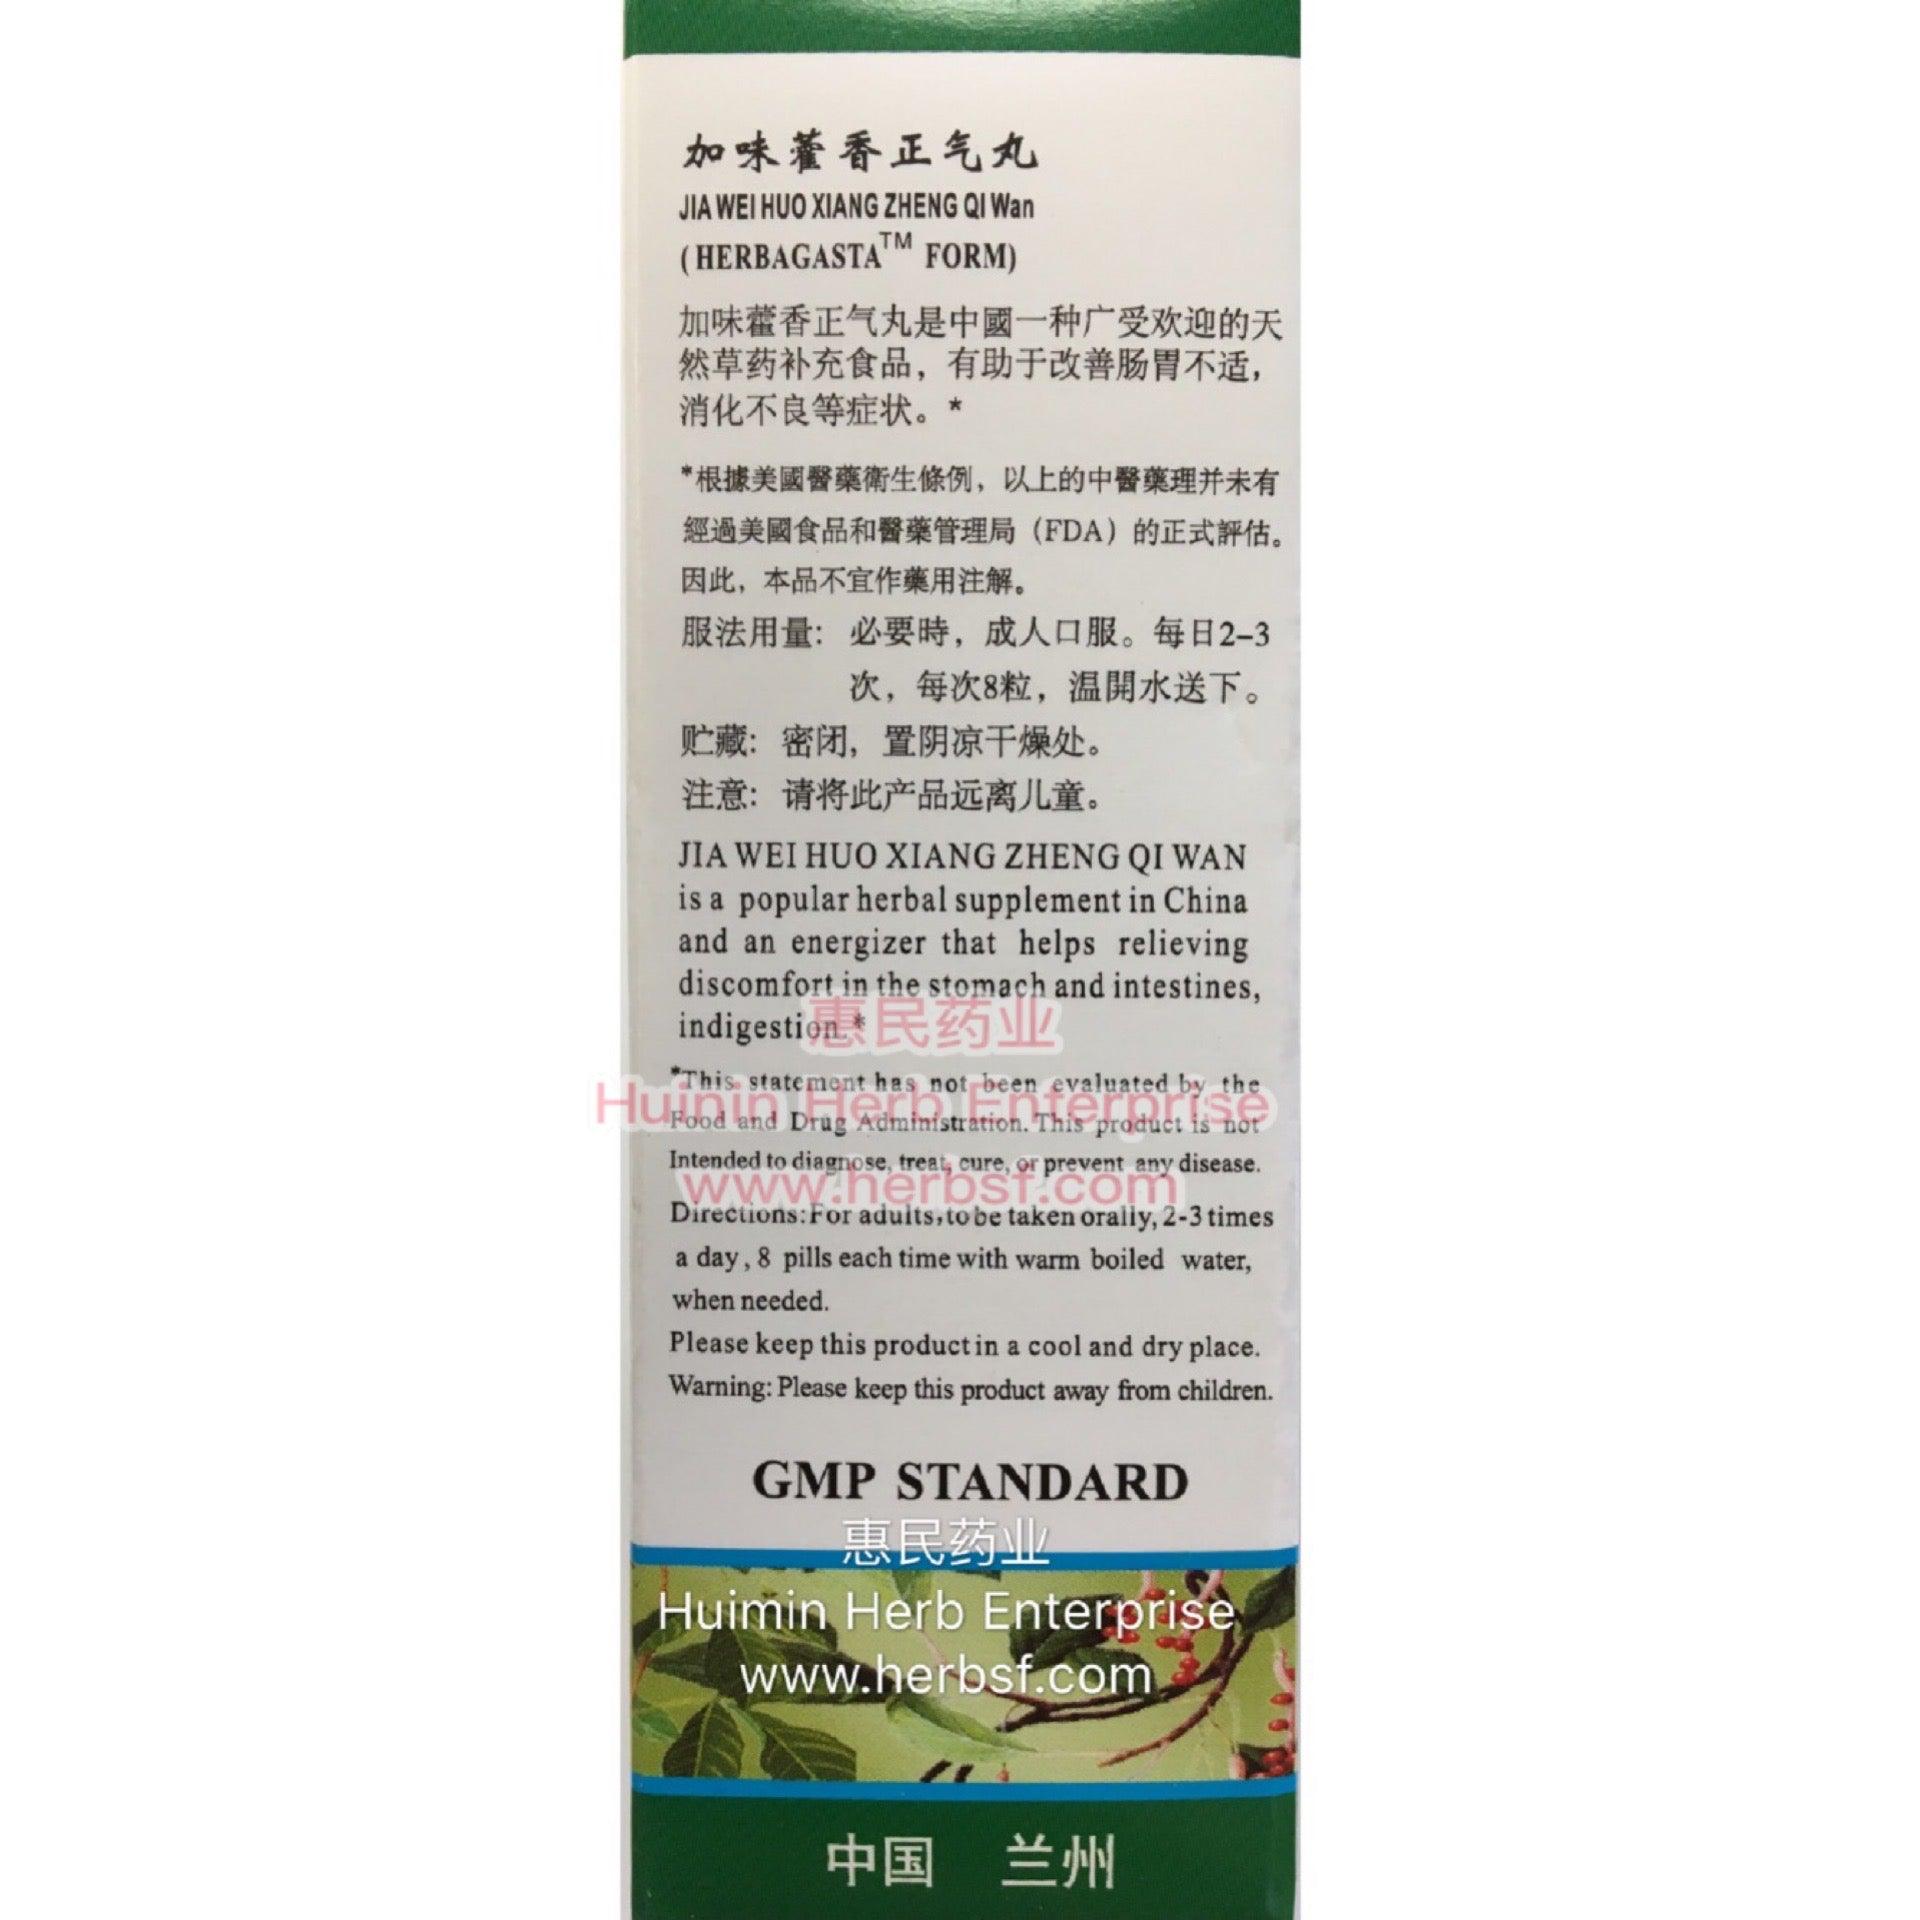 加味藿香正气丸
JIA WEI HUO XIANG ZHENG QI Wan
(HERBAGASTA™ FORM)
加味藿香正气丸是中國一种广受欢迎的天
然草药补充食品，有助于改善肠胃不适，
消化不良等症状。*
*根據美國醫藥衛生條例，以上的中醫藥理并未有
經過美國食品和醫藥管理局（FDA）的正式評估。
因此，本品不宜作藥用注解。
服法用量：必要時，成人口服。每日2-3
次，每次8粒，温開水送下。
贮藏：密闭，置阴凉干燥处。
注意：请将此产品远离儿童。
JIA WEI HUO XIANG ZHENG QI WAN
is a popular herbal supplement in China
and an energizer that helps relieving
discomfort in the stomach and intestines,
indigestion.*
惠民药业
*This statement has not been evaluated by the
Huimin Herb Enterprise
Food and Drug Administration. This product is not
Intended to diagnose, treat, cure, or prevent any disease.
www.herbsf.com
Directions: For adults, to be taken orally, 2-3 times
a day, 8 pills each time with warm boiled water,
when needed.
Please keep this product in a cool and dry place.
Warning: Please keep this product away from children.
GMP STANDARD
惠民药业
Huimin Herb Enterprise
www.herbsf.com
中国 兰州